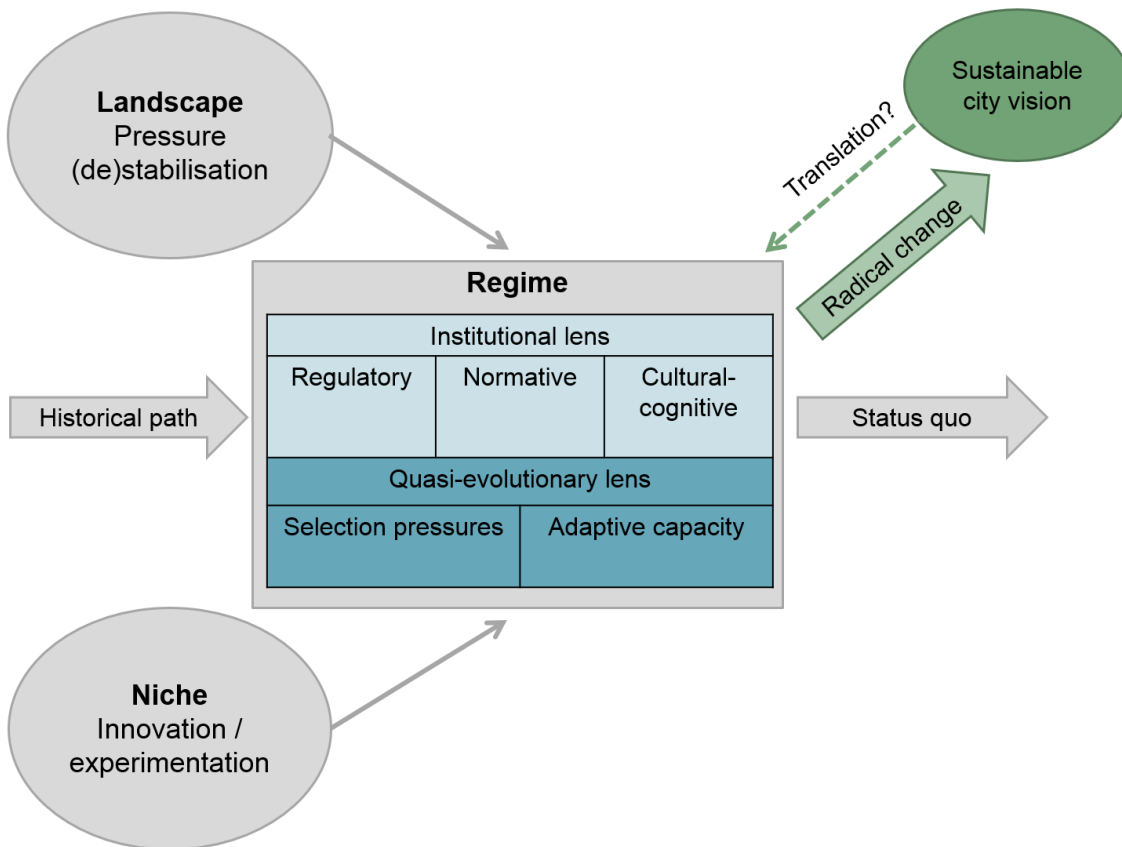 Landscape
Pressure
(de)stabilisation
Sustainable
city vision
Translation?
Radical change
Regime
Institutional lens
Regulatory
Normative
Cultural-
cognitive
Historical path
Status quo
Quasi-evolutionary lens
Selection pressures
Adaptive capacity
Niche
Innovation /
experimentation